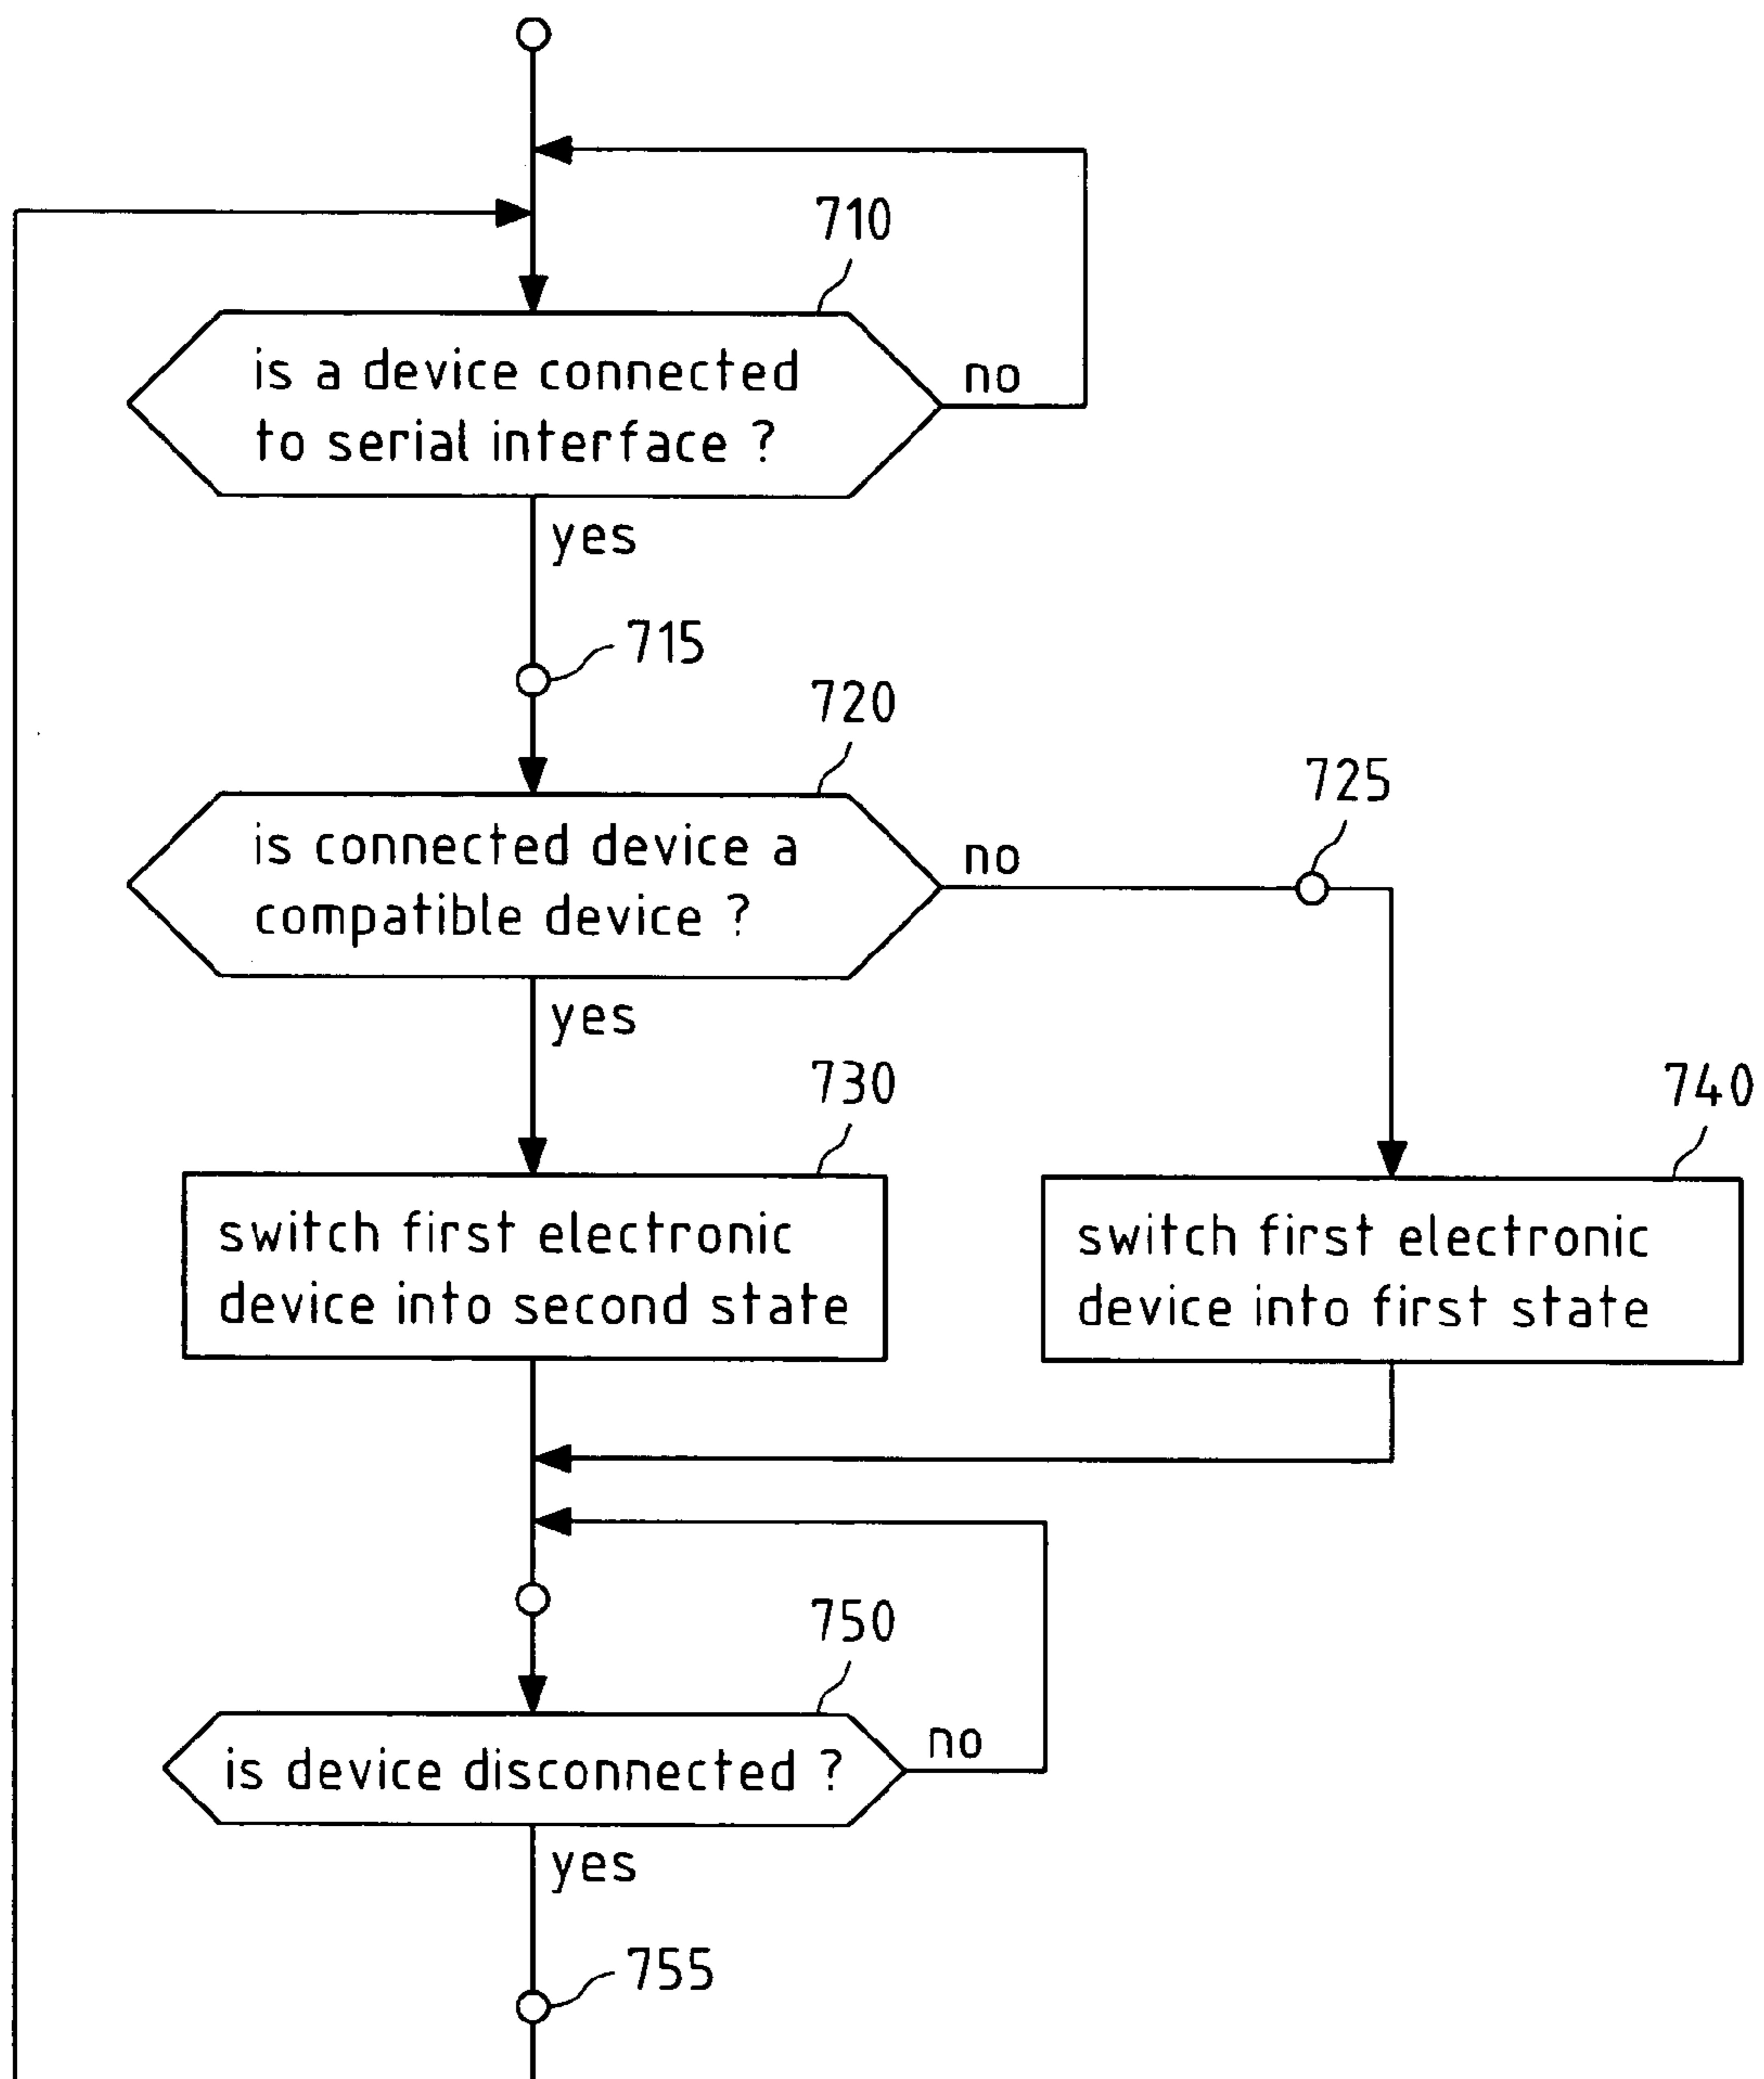 710
is a device connected
to serial interface ?
no
yes
715
720
is connected device a
compatible device ?
no
725
yes
730
740
switch first electronic
device into second state
switch first electronic
device into first state
750
is device disconnected ?
no
yes
755